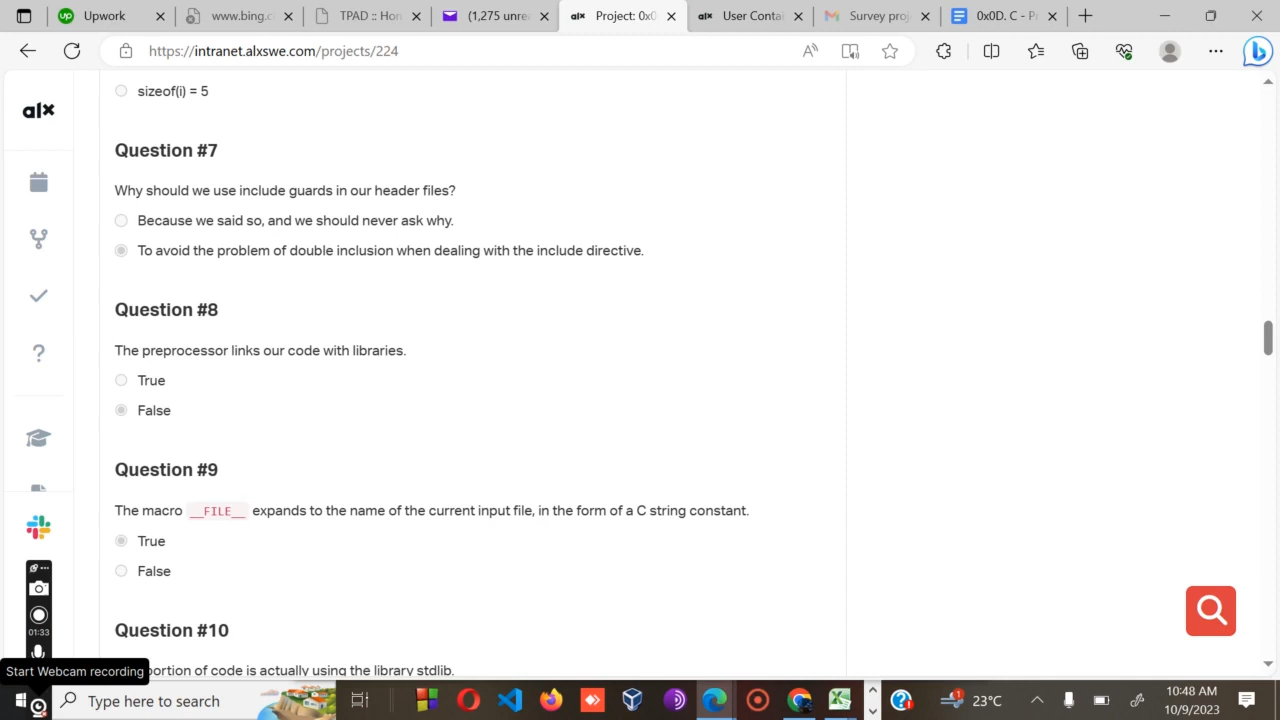 Upwork
www.bing.c
TPAD :: Hor
(1,275 unre
Project: 0x0
User Contai
Survey proj
0x0D. C - Pr
https://intranet.alxswe.com/projects/224
alx
sizeof(i) = 5
Question #7
Why should we use include guards in our header files?
Because we said so, and we should never ask why.
To avoid the problem of double inclusion when dealing with the include directive.
Question #8
The preprocessor links our code with libraries.
True
False
Question #9
The macro __FILE__ expands to the name of the current input file, in the form of a C string constant.
True
False
Question #10
portion of code is actually using the library stdlib.
01:33
Start Webcam recording
Type here to search
23°C
10:48 AM
10/9/2023